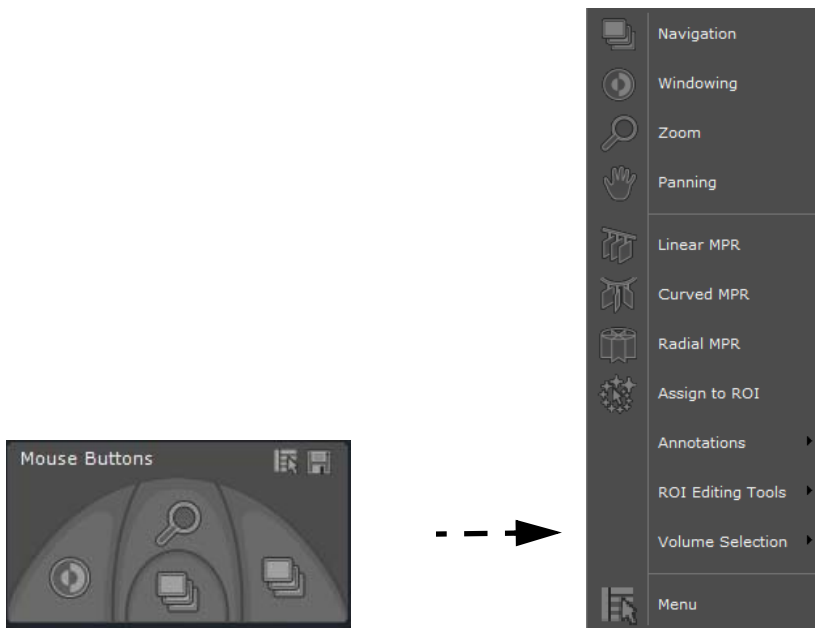 Navigation
Windowing
Zoom
Panning
Linear MPR
Curved MPR
Radial MPR
Assign to ROI
Annotations
ROI Editing Tools
Volume Selection
Menu
Mouse Buttons